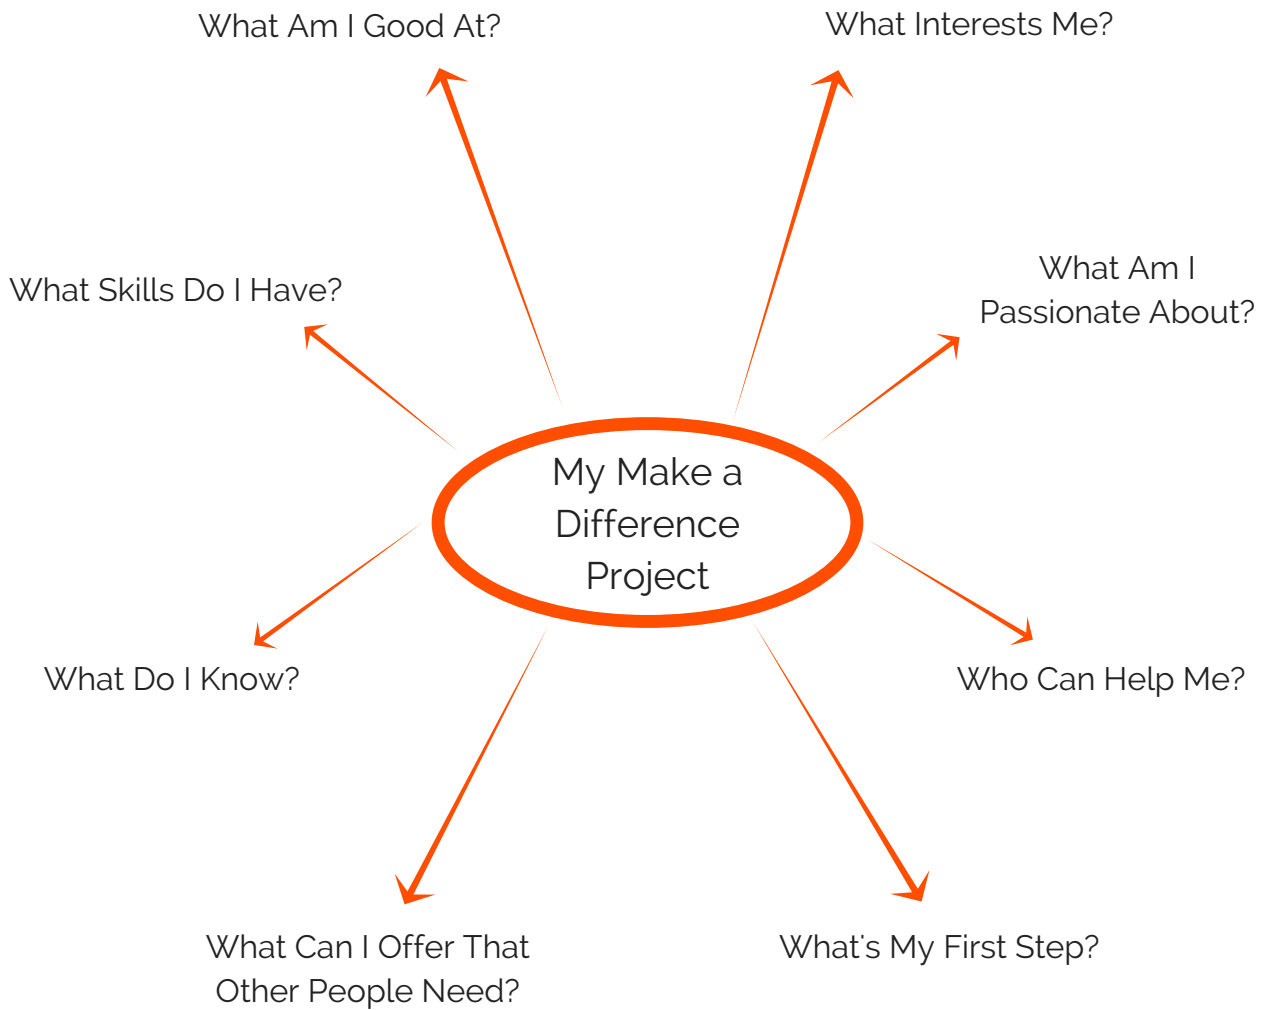 What Am I Good At?
What Interests Me?
What Skills Do I Have?
What Am I
Passionate About?
My Make a
Difference
Project
What Do I Know?
Who Can Help Me?
What Can I Offer That
Other People Need?
What's My First Step?